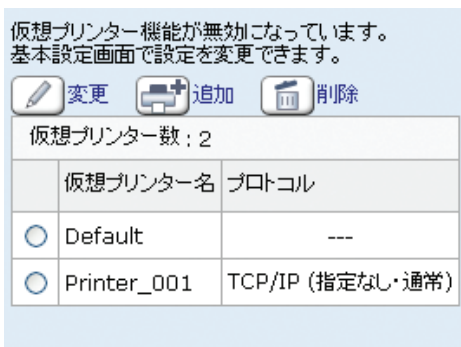 仮想プリンター機能が無効になっています。
基本設定画面で設定を変更できます。
変更 追加 削除
仮想プリンター数 : 2
仮想プリンター名 プロトコル
Default ---
Printer_001 TCP/IP (指定なし・通常)